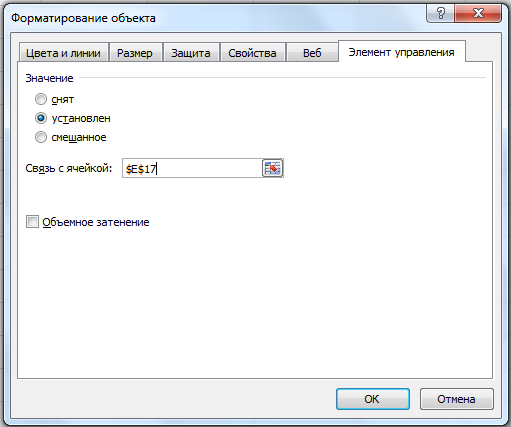 Форматирование объекта
Цвета и линии Размер Защита Свойства Веб Элемент управления
Значение
снят
установлен
смешанное
Связь с ячейкой: $E$17
Объемное затенение
ОК Отмена